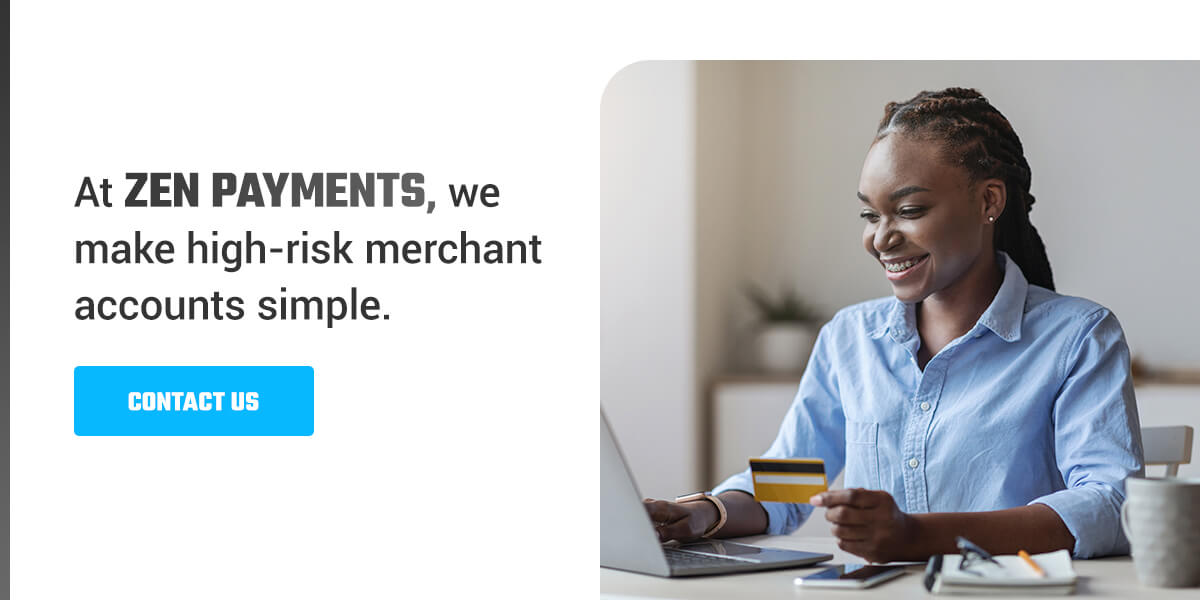 At ZEN PAYMENTS, we
make high-risk merchant
accounts simple.
CONTACT US